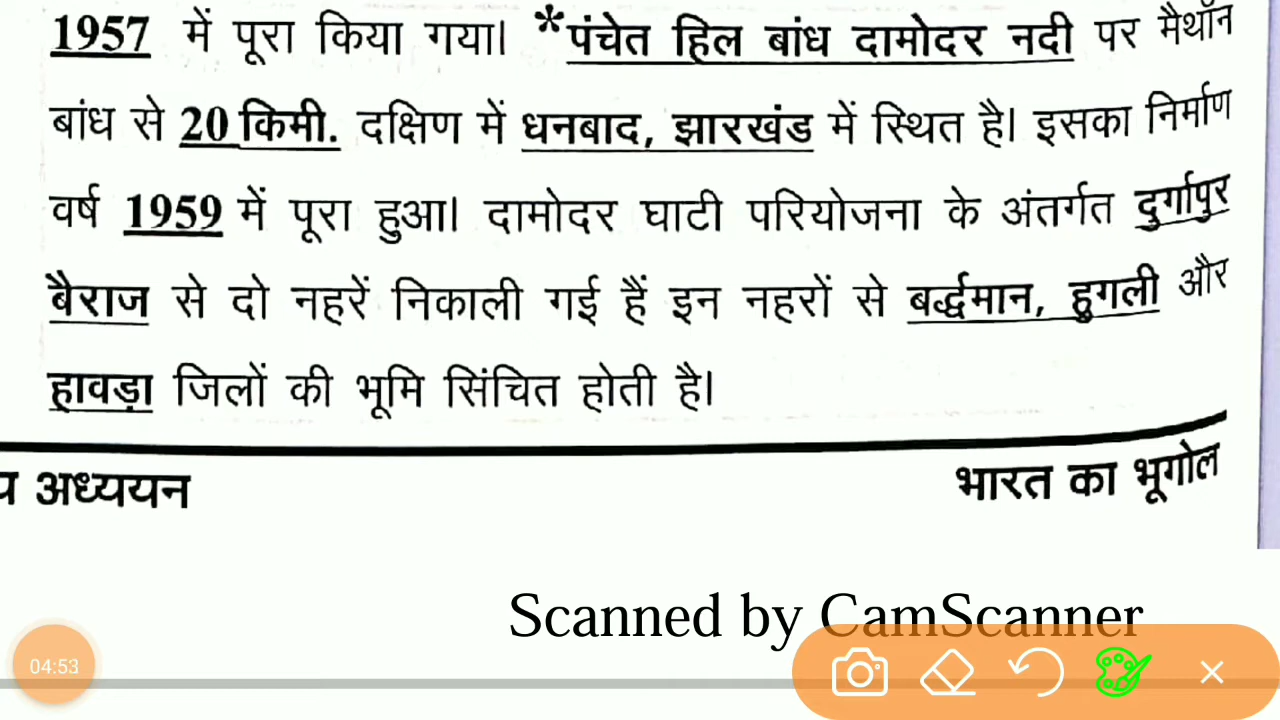 1957 में पूरा किया गया। *पंचेत हिल बांध दामोदर नदी पर मैथॉन
बांध से 20 किमी. दक्षिण में धनबाद, झारखंड में स्थित है। इसका निर्माण
वर्ष 1959 में पूरा हुआ। दामोदर घाटी परियोजना के अंतर्गत दुर्गापुर
बैराज से दो नहरें निकाली गई हैं इन नहरों से बर्द्धमान, हुगली और
हावड़ा जिलों की भूमि सिंचित होती है।
अध्ययन
भारत का भूगोल
Scanned by CamScanner
04:53